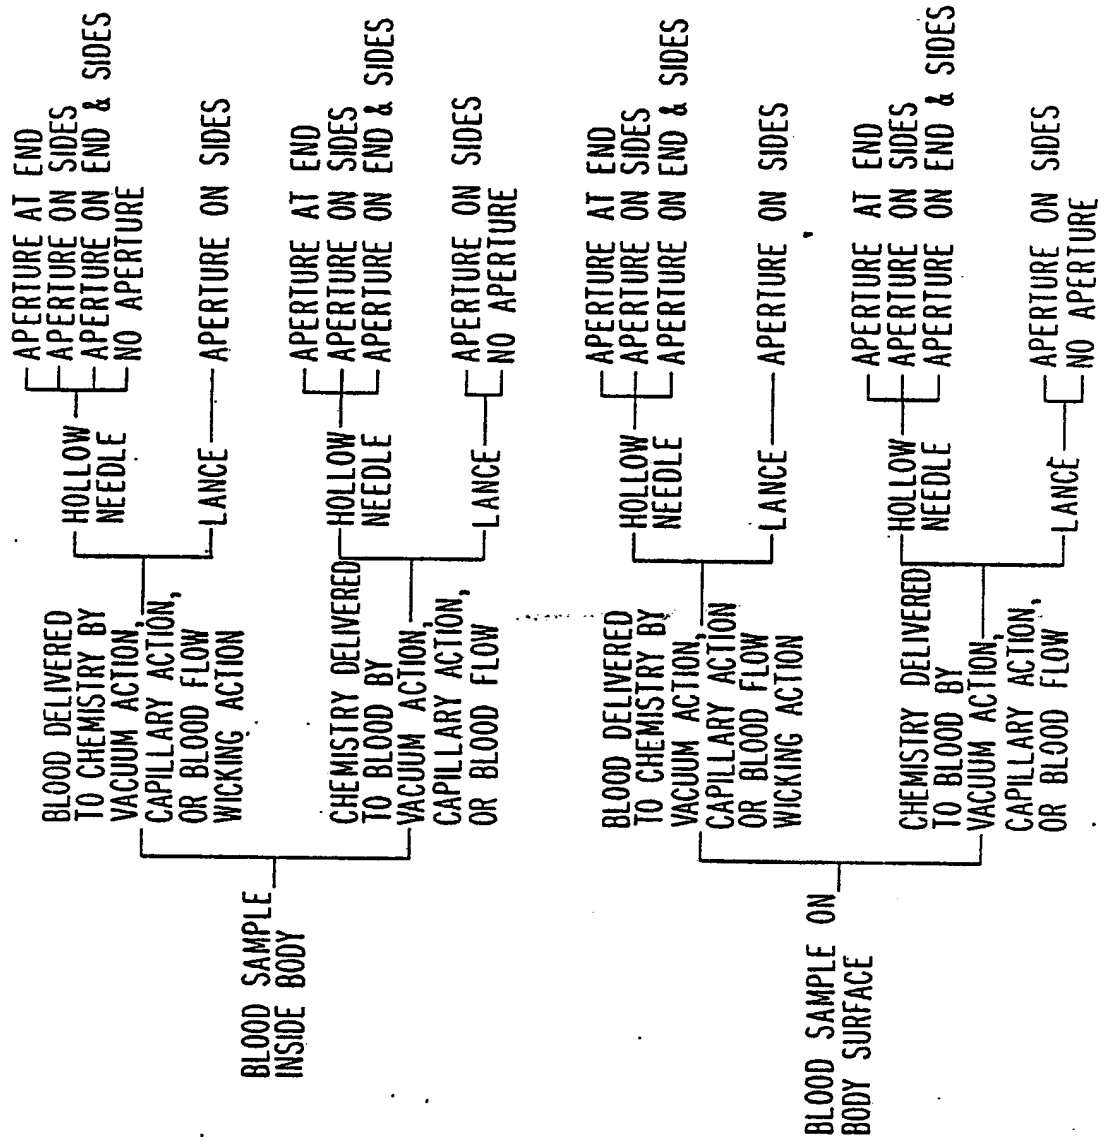 BLOOD SAMPLE
INSIDE BODY
BLOOD DELIVERED
TO CHEMISTRY BY
VACUUM ACTION,
CAPILLARY ACTION,
OR BLOOD FLOW
WICKING ACTION
HOLLOW
NEEDLE
APERTURE AT END
APERTURE ON SIDES
APERTURE ON END & SIDES
NO APERTURE
LANCE
APERTURE ON SIDES
CHEMISTRY DELIVERED
TO BLOOD BY
VACUUM ACTION,
CAPILLARY ACTION,
OR BLOOD FLOW
HOLLOW
NEEDLE
APERTURE AT END
APERTURE ON SIDES
APERTURE ON END & SIDES
LANCE
APERTURE ON SIDES
NO APERTURE
BLOOD SAMPLE ON
BODY SURFACE
BLOOD DELIVERED
TO CHEMISTRY BY
VACUUM ACTION,
CAPILLARY ACTION
OR BLOOD FLOW
WICKING ACTION
HOLLOW
NEEDLE
APERTURE AT END
APERTURE ON SIDES
APERTURE ON END & SIDES
LANCE
APERTURE ON SIDES
CHEMISTRY DELIVERED
TO BLOOD BY
VACUUM ACTION,
CAPILLARY ACTION,
OR BLOOD FLOW
HOLLOW
NEEDLE
APERTURE AT END
APERTURE ON SIDES
APERTURE ON END & SIDES
LANCE
APERTURE ON SIDES
NO APERTURE